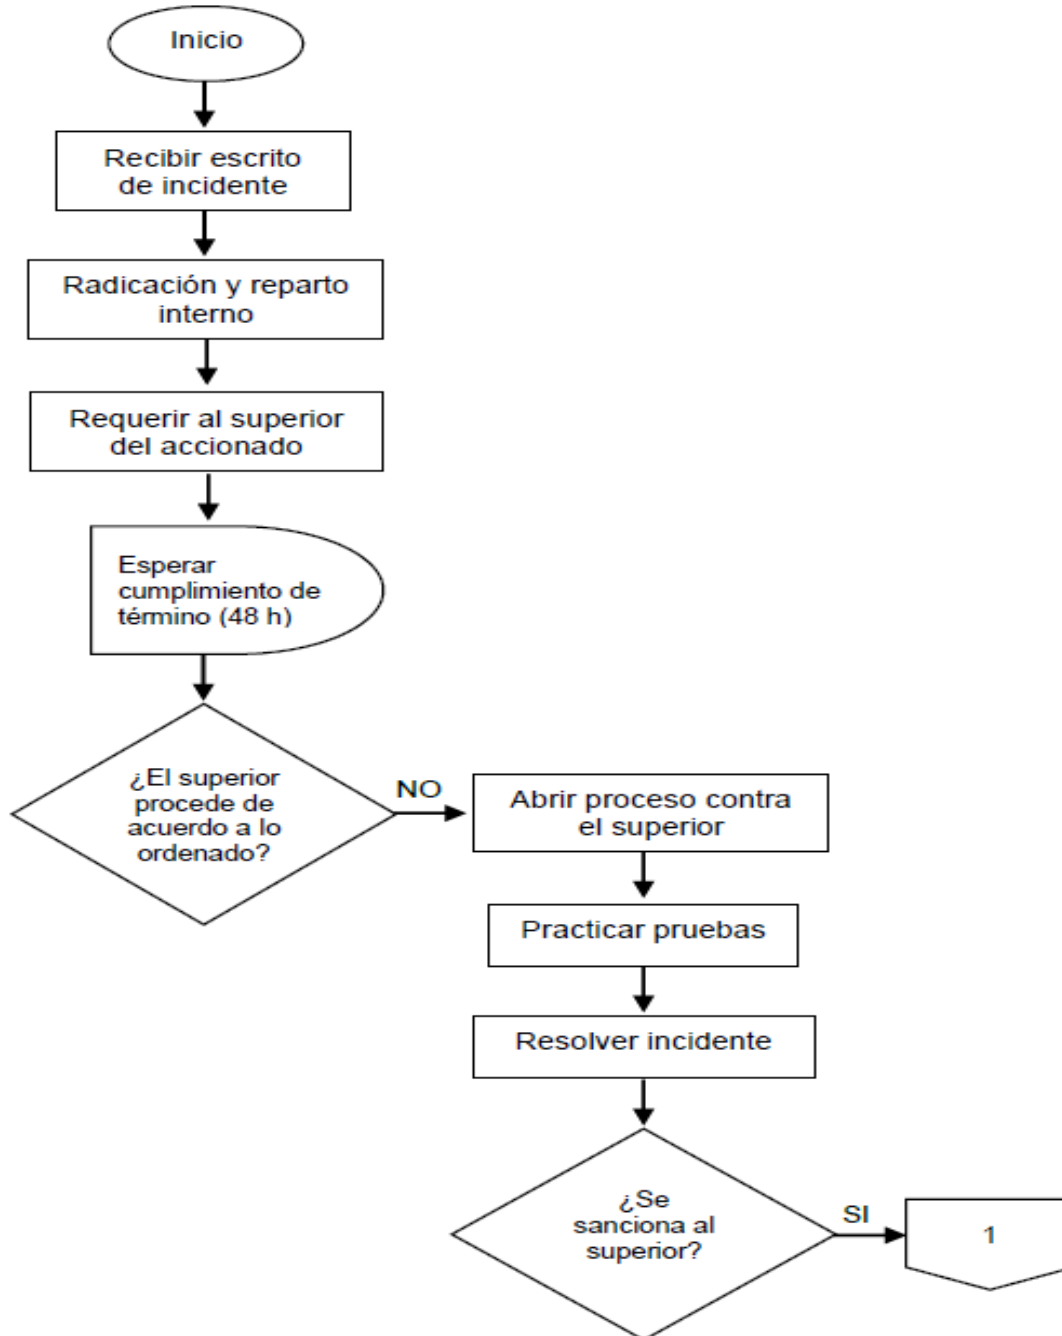 Inicio
Recibir escrito
de incidente
Radicación y reparto
interno
Requerir al superior
del accionado
Esperar
cumplimiento de
término (48 h)
¿El superior
procede de
acuerdo a lo
ordenado?
NO
Abrir proceso contra
el superior
Practicar pruebas
Resolver incidente
¿Se
sanciona al
superior?
SI
1